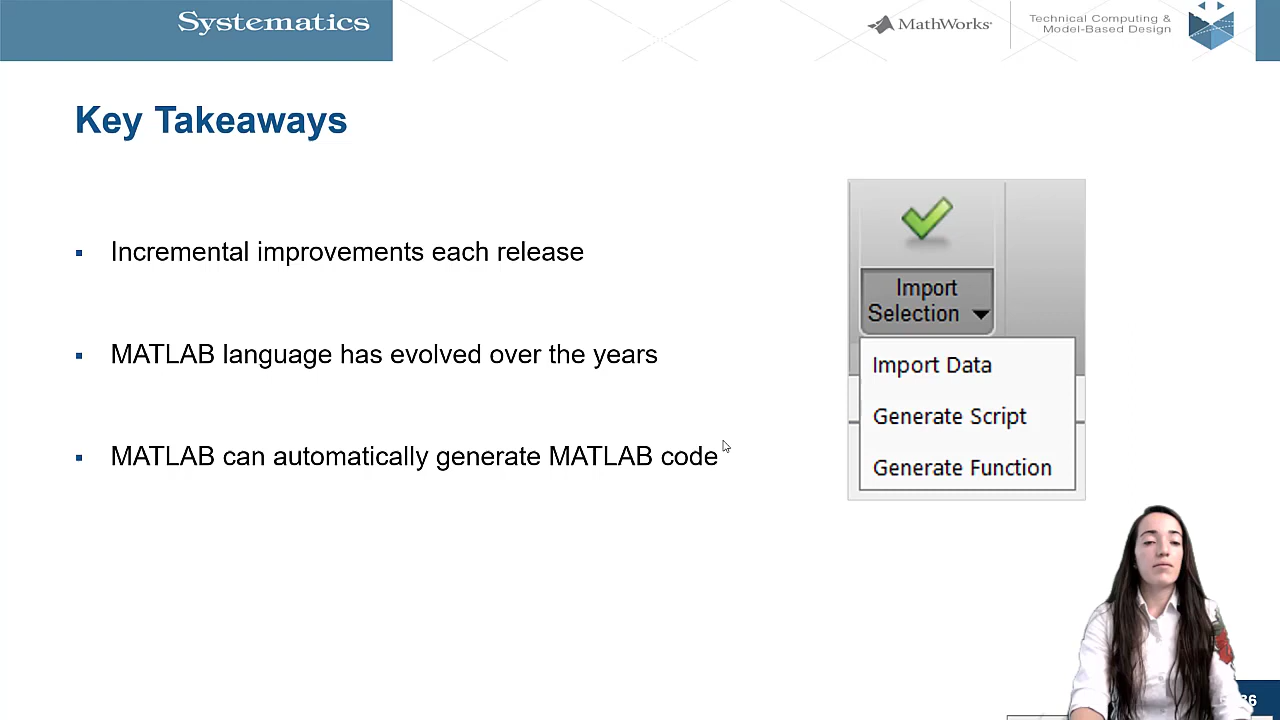 Systematics
MathWorks®
Technical Computing &
Model-Based Design
Key Takeaways
Incremental improvements each release
MATLAB language has evolved over the years
MATLAB can automatically generate MATLAB code
Import
Selection
Import Data
Generate Script
Generate Function